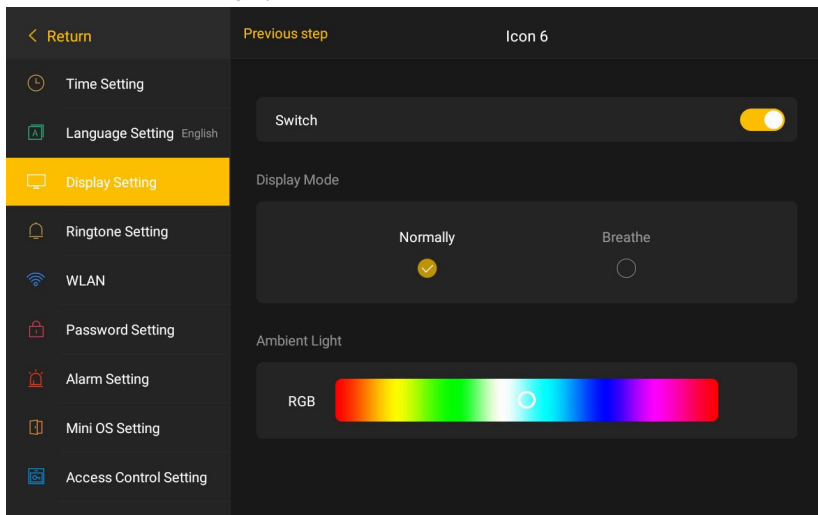 Return
Previous step
Icon 6
Time Setting
Language Setting English
Display Setting
Ringtone Setting
WLAN
Password Setting
Alarm Setting
Mini OS Setting
Access Control Setting
Switch
Display Mode
Normally
Breathe
Ambient Light
RGB